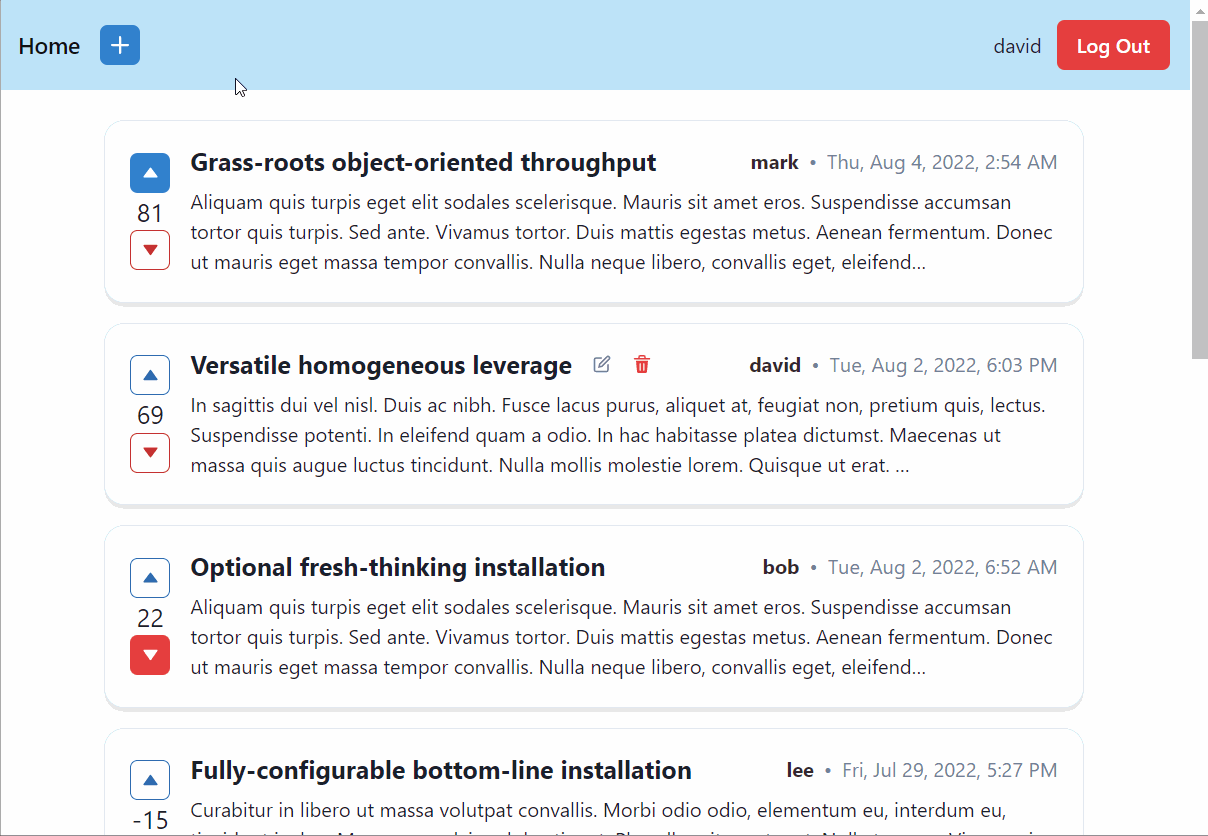 Home + david Log Out
Grass-roots object-oriented throughput mark • Thu, Aug 4, 2022, 2:54 AM
81
Aliquam quis turpis eget elit sodales scelerisque. Mauris sit amet eros. Suspendisse accumsan
tortor quis turpis. Sed ante. Vivamus tortor. Duis mattis egestas metus. Aenean fermentum. Donec
ut mauris eget massa tempor convallis. Nulla neque libero, convallis eget, eleifend...
Versatile homogeneous leverage david • Tue, Aug 2, 2022, 6:03 PM
69
In sagittis dui vel nisl. Duis ac nibh. Fusce lacus purus, aliquet at, feugiat non, pretium quis, lectus.
Suspendisse potenti. In eleifend quam a odio. In hac habitasse platea dictumst. Maecenas ut
massa quis augue luctus tincidunt. Nulla mollis molestie lorem. Quisque ut erat. ...
Optional fresh-thinking installation bob • Tue, Aug 2, 2022, 6:52 AM
22
Aliquam quis turpis eget elit sodales scelerisque. Mauris sit amet eros. Suspendisse accumsan
tortor quis turpis. Sed ante. Vivamus tortor. Duis mattis egestas metus. Aenean fermentum. Donec
ut mauris eget massa tempor convallis. Nulla neque libero, convallis eget, eleifend...
Fully-configurable bottom-line installation lee • Fri, Jul 29, 2022, 5:27 PM
-15
Curabitur in libero ut massa volutpat convallis. Morbi odio odio, elementum eu, interdum eu,